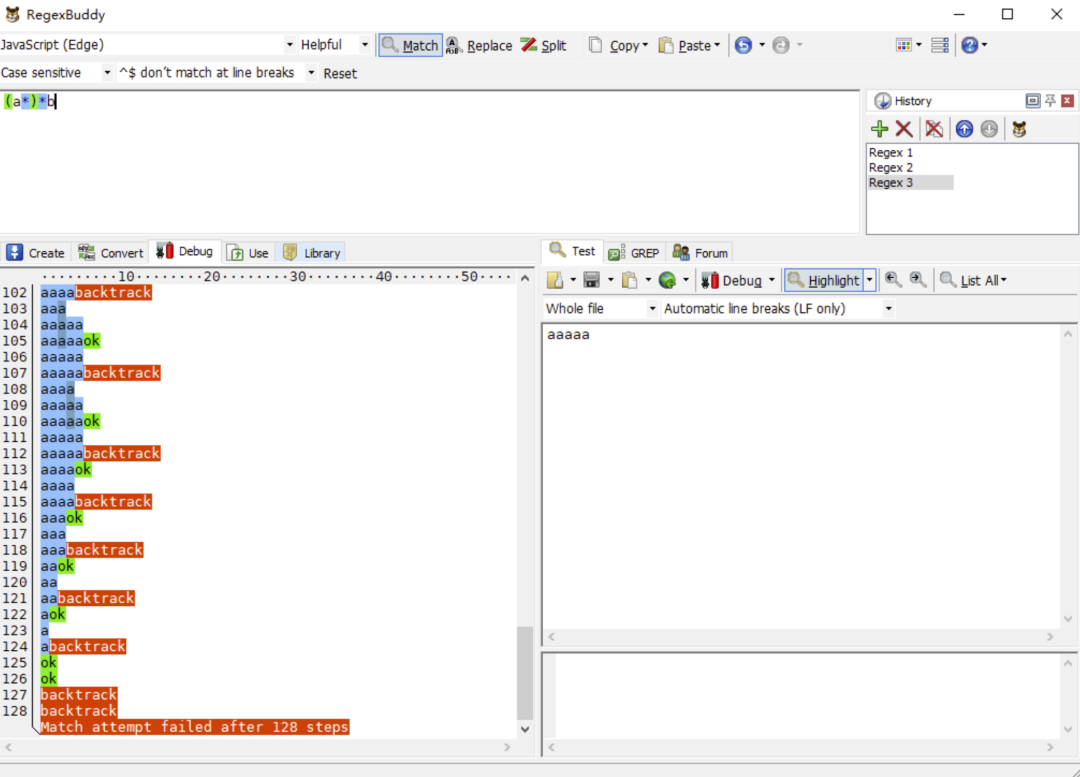 RegexBuddy
JavaScript (Edge) Helpful Match Replace Split Copy Paste
Case sensitive ^$ don't match at line breaks Reset
(a*)*b
History
Regex 1
Regex 2
Regex 3
Create Convert Debug Use Library
Test GREP Forum
Debug Highlight List All
Whole file Automatic line breaks (LF only)
aaaaa
·········10········20········30········40········50····
102 aaaabacktrack
103 aaa
104 aaaaa
105 aaaaaok
106 aaaaa
107 aaaaabacktrack
108 aaaa
109 aaaaa
110 aaaaaok
111 aaaaa
112 aaaaabacktrack
113 aaaaok
114 aaaa
115 aaaabacktrack
116 aaaok
117 aaa
118 aaabacktrack
119 aaok
120 aa
121 aabacktrack
122 aok
123 a
124 abacktrack
125 ok
126 ok
127 backtrack
128 backtrack
Match attempt failed after 128 steps